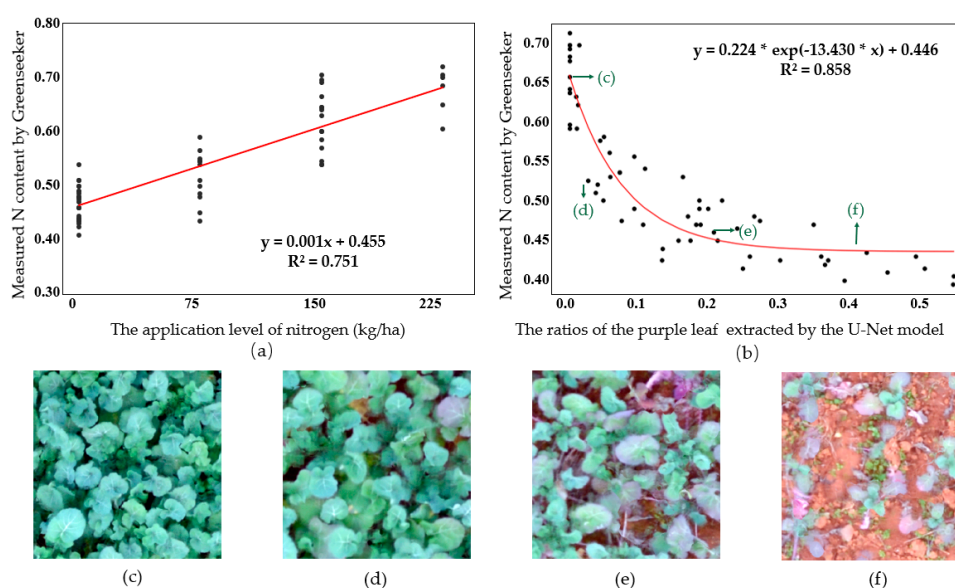 Measured N content by Greenseeker
0.80
0.70
0.60
0.50
0.40
0.30
y = 0.001x + 0.455
R² = 0.751
0 75 150 225
The application level of nitrogen (kg/ha)
(a)
Measured N content by Greenseeker
0.70
0.65
0.60
0.55
0.50
0.45
0.40
y = 0.224 * exp(-13.430 * x) + 0.446
R² = 0.858
(c)
(d)
(e)
(f)
0.0 0.1 0.2 0.3 0.4 0.5
The ratios of the purple leaf extracted by the U-Net model
(b)
(c)
(d)
(e)
(f)